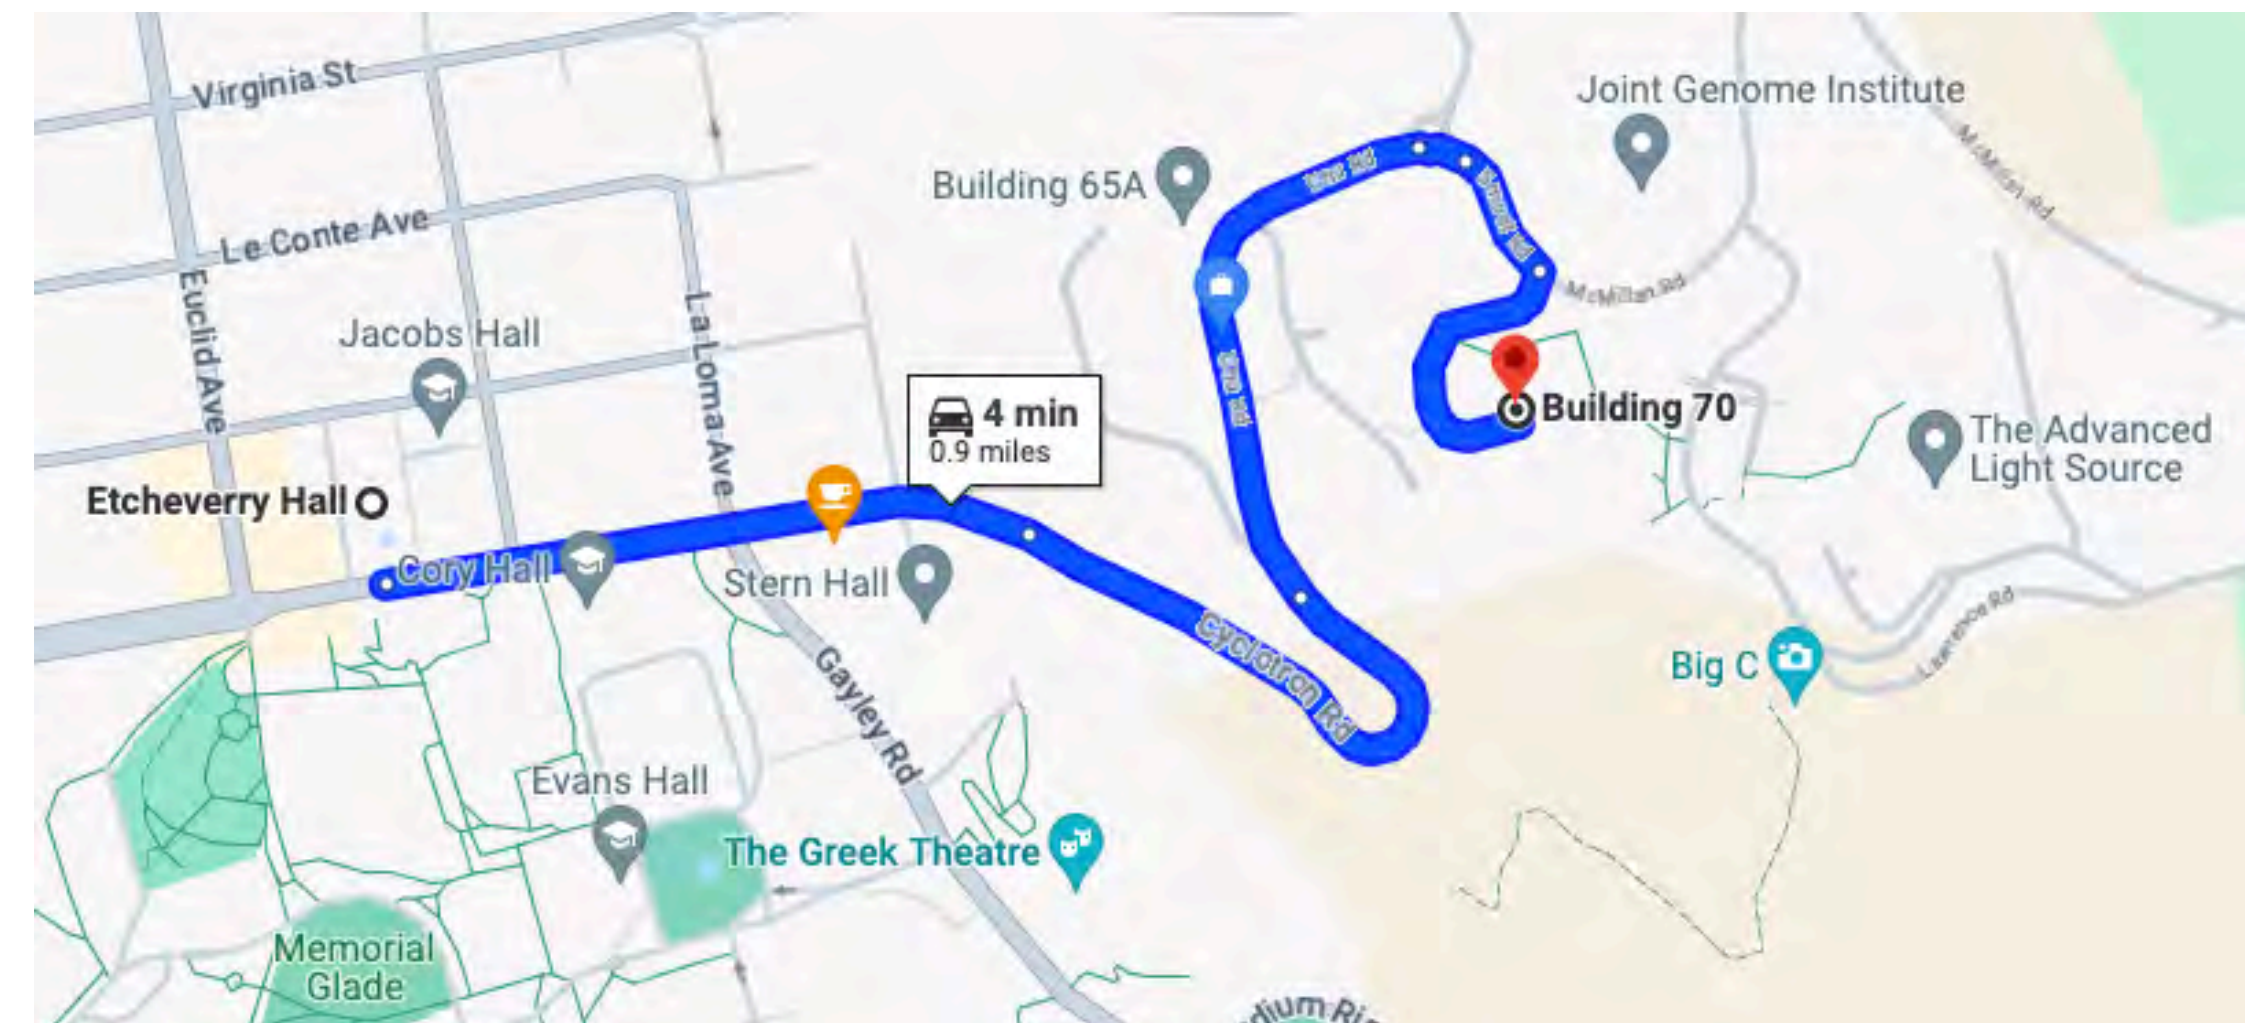 Virginia St
Joint Genome Institute
McMillan Rd
Building 65A
Le Conte Ave
Euclid Ave
La Loma Ave
Jacobs Hall
McMillan Rd
4 min
0.9 miles
Building 70
The Advanced
Light Source
Etcheverry Hall
Cory Hall
Stern Hall
Cyclotron Rd
Lawrence Rd
Big C
Gayley Rd
Evans Hall
The Greek Theatre
Memorial
Glade